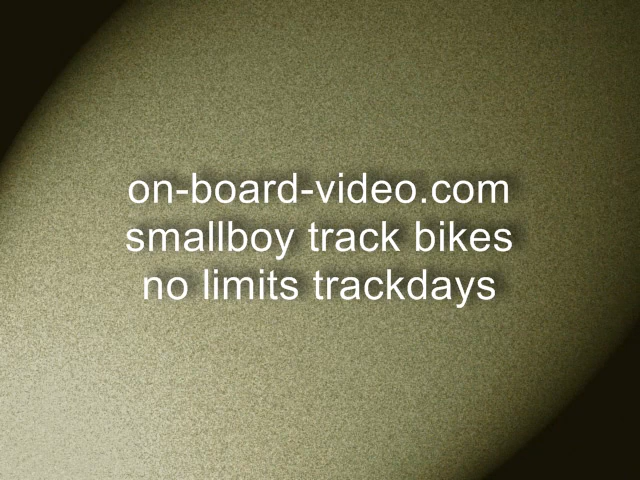 on-board-video.com
smallboy track bikes
no limits trackdays